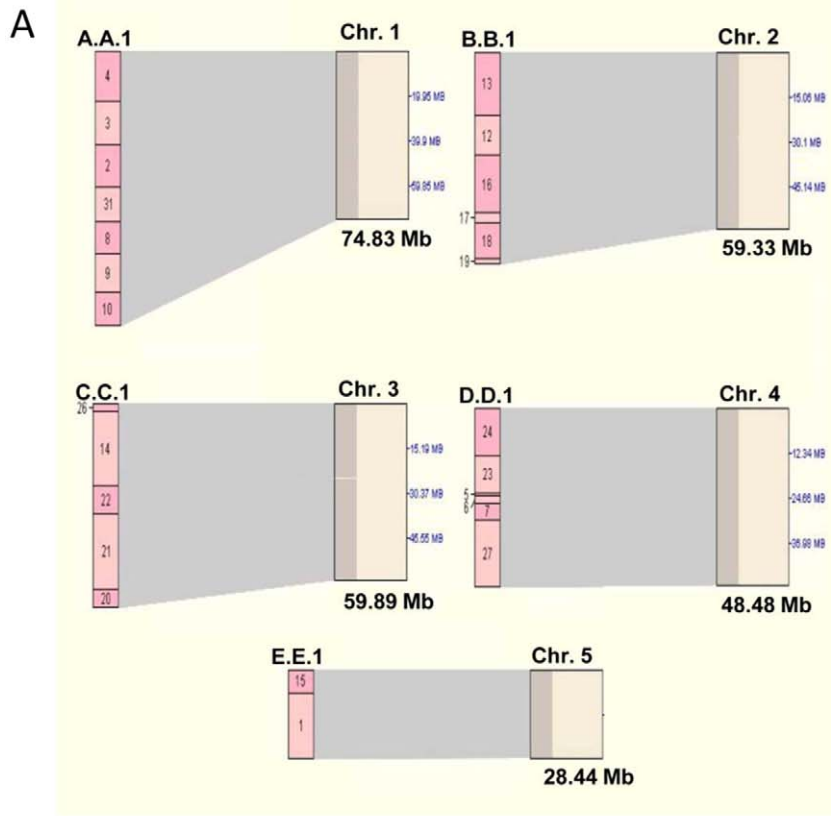 A
A.A.1
Chr. 1
4
3
2
31
8
9
10
19.95 MB
39.9 MB
59.85 MB
74.83 Mb
B.B.1
Chr. 2
13
12
16
17
18
19
15.05 MB
30.1 MB
45.14 MB
59.33 Mb
C.C.1
Chr. 3
26
14
22
21
20
15.19 MB
30.37 MB
45.55 MB
59.89 Mb
D.D.1
Chr. 4
24
23
5
6
7
27
12.34 MB
24.66 MB
36.98 MB
48.48 Mb
E.E.1
Chr. 5
15
1
28.44 Mb